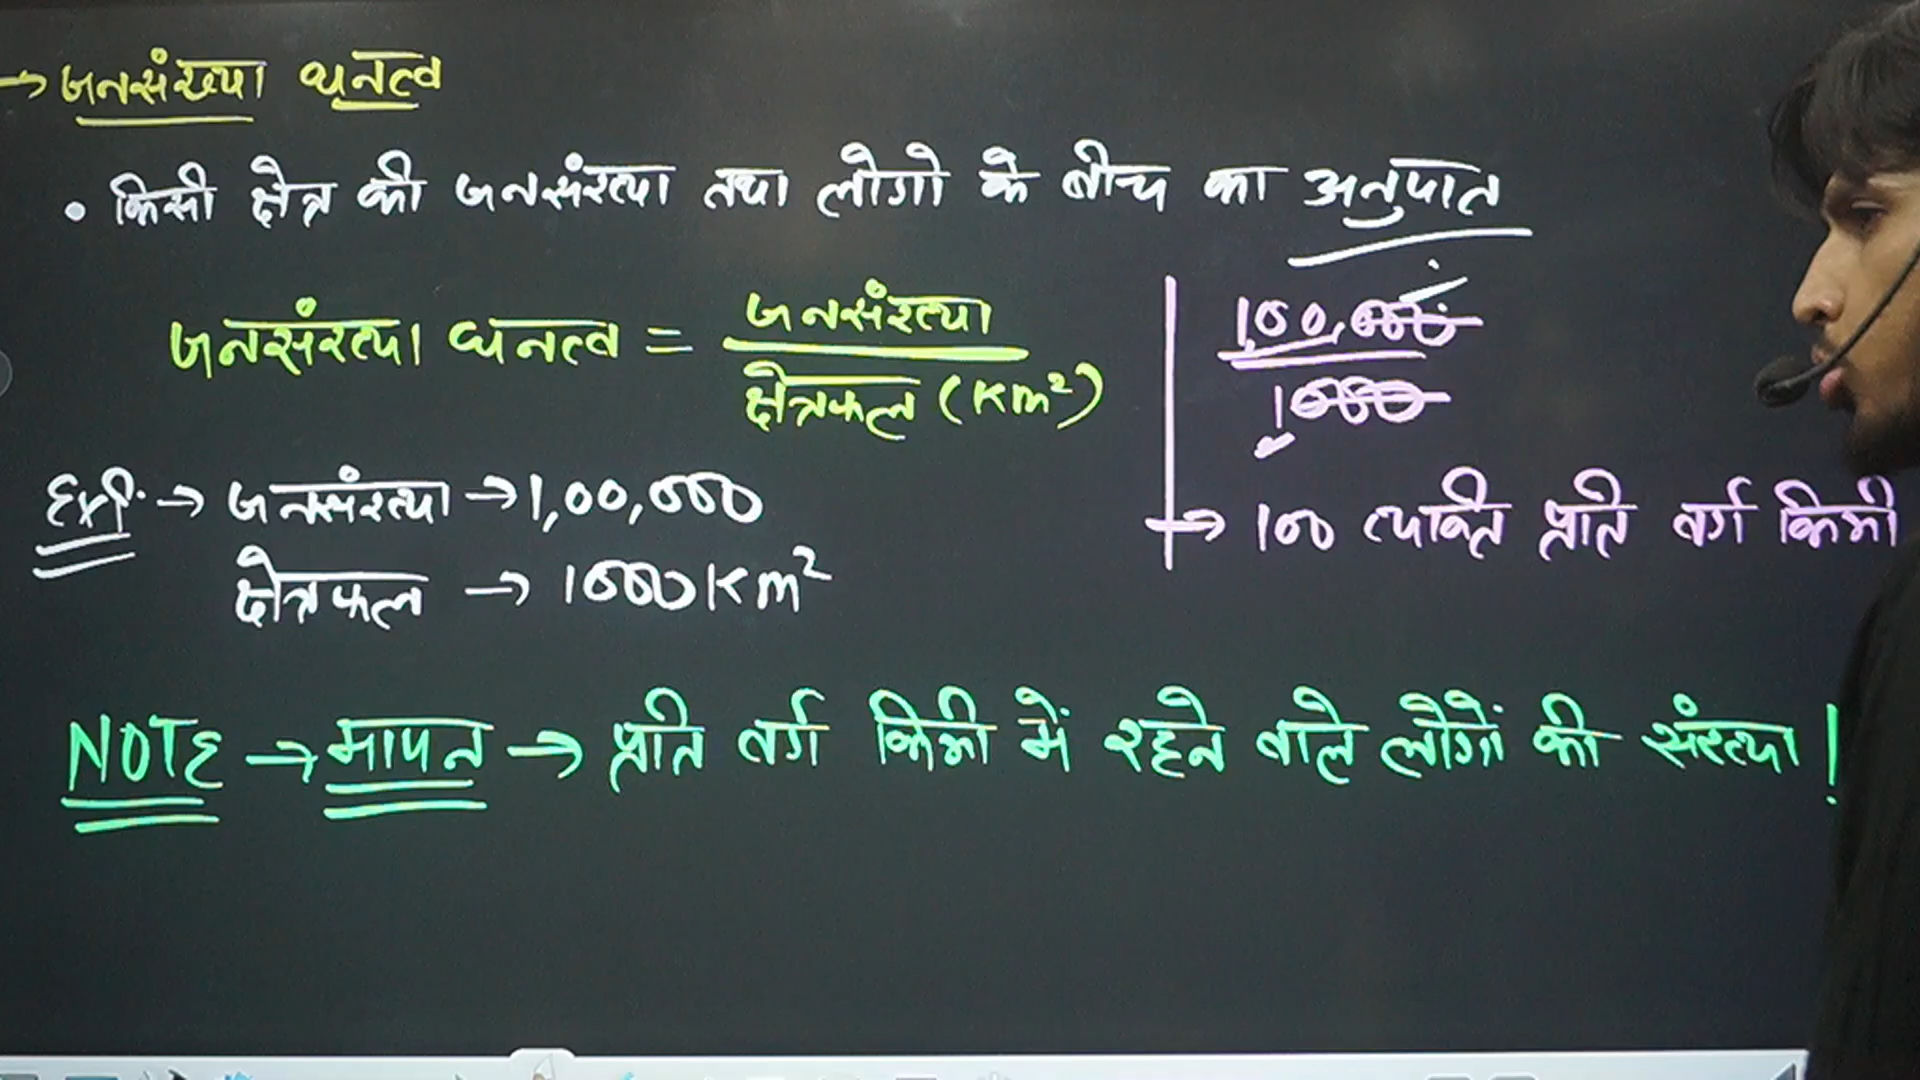 → जनसंख्या घनत्व
• किसी क्षेत्र की जनसंख्या तथा लोगो के बीच का अनुपात
जनसंख्या घनत्व = जनसंख्या / क्षेत्रफल (Km²)
100,000 / 1000
→ 100 व्यक्ति प्रति वर्ग किमी
Ex. → जनसंख्या → 1,00,000
क्षेत्रफल → 1000 Km²
NOTE → मापन → प्रति वर्ग किमी में रहने वाले लोगों की संख्या !